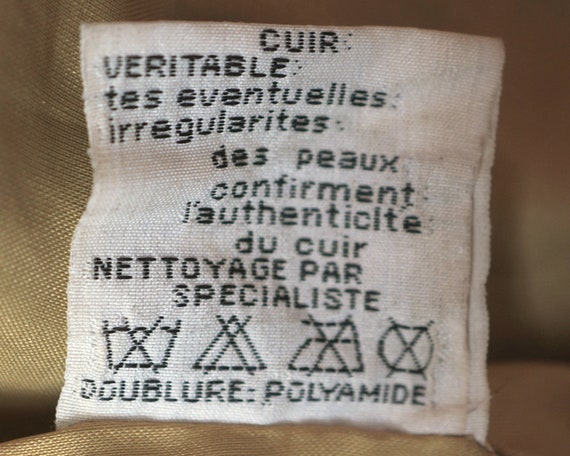 CUIR:
VERITABLE:
tes eventuelles:
irregularites:
des peaux
confirment
l'authenticite
du cuir
NETTOYAGE PAR
SPECIALISTE
DOUBLURE: POLYAMIDE